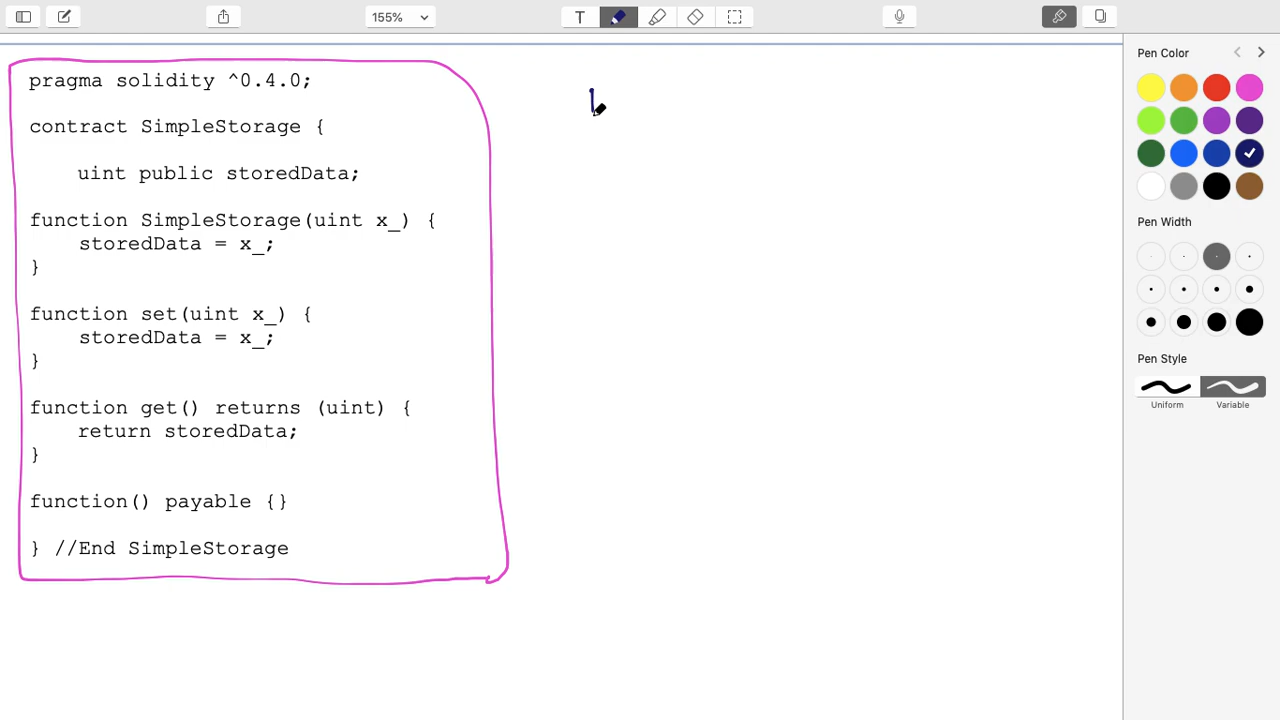 155%
T
pragma solidity ^0.4.0;
contract SimpleStorage {
uint public storedData;
function SimpleStorage(uint x_) {
storedData = x_;
}
function set(uint x_) {
storedData = x_;
}
function get() returns (uint) {
return storedData;
}
function() payable {}
} //End SimpleStorage
Pen Color
Pen Width
Pen Style
Uniform
Variable